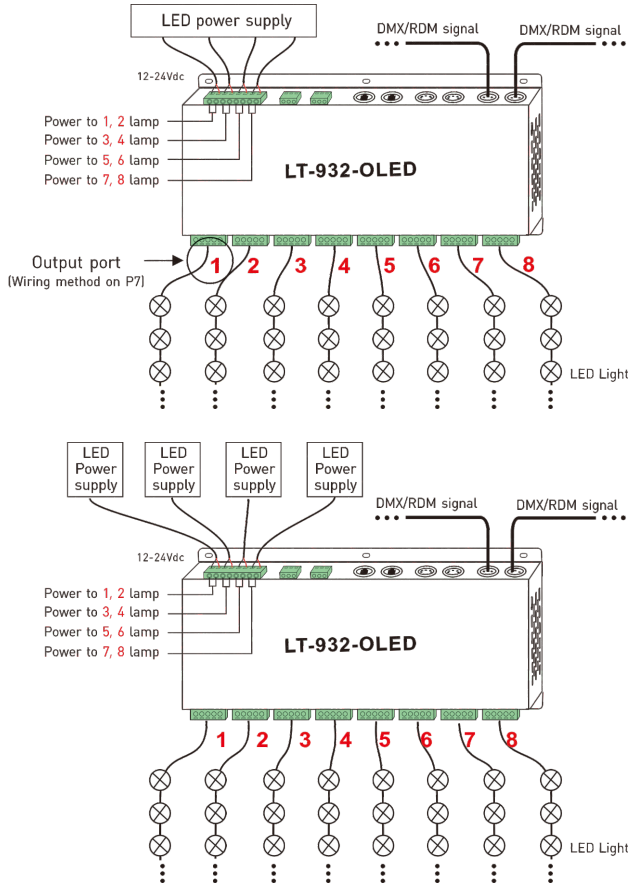 LED power supply
DMX/RDM signal
DMX/RDM signal
12-24Vdc
Power to 1, 2 lamp
Power to 3, 4 lamp
Power to 5, 6 lamp
Power to 7, 8 lamp
LT-932-OLED
Output port
(Wiring method on P7)
1
2
3
4
5
6
7
8
LED Light
LED
Power
supply
LED
Power
supply
LED
Power
supply
LED
Power
supply
DMX/RDM signal
DMX/RDM signal
12-24Vdc
Power to 1, 2 lamp
Power to 3, 4 lamp
Power to 5, 6 lamp
Power to 7, 8 lamp
LT-932-OLED
1
2
3
4
5
6
7
8
LED Light